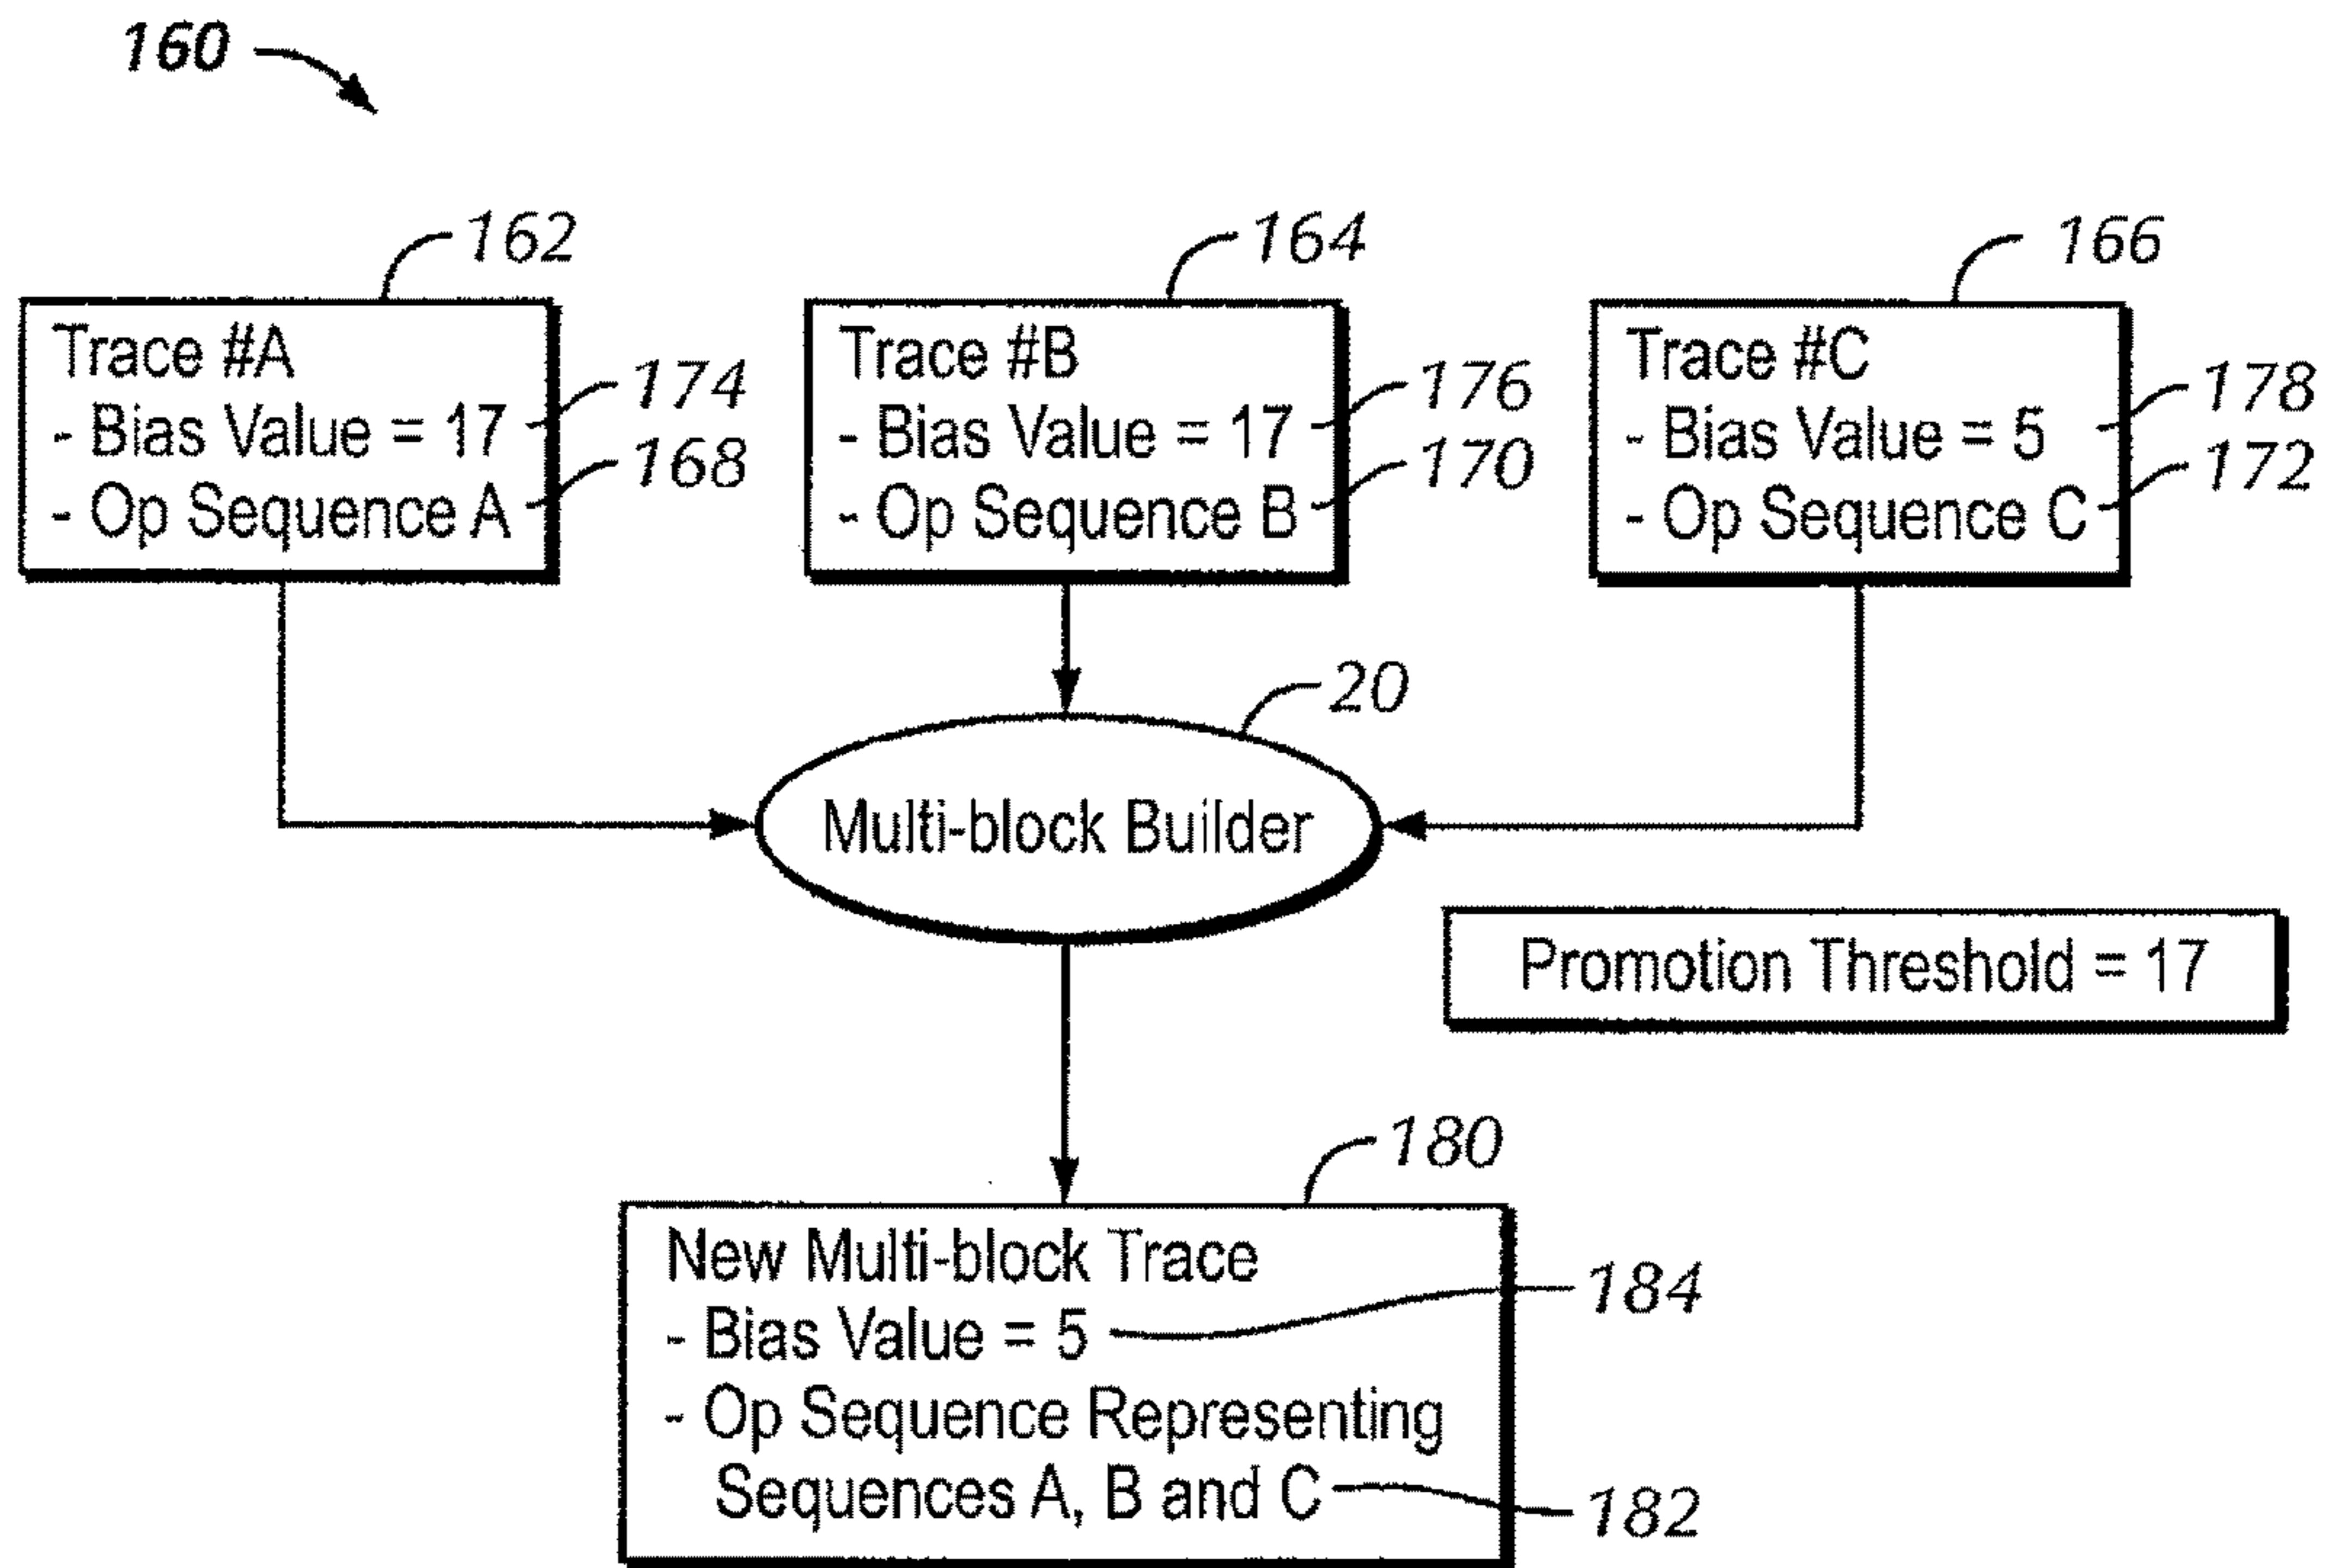 160
162
164
166
Trace #A
- Bias Value = 17
- Op Sequence A
174
168
Trace #B
- Bias Value = 17
- Op Sequence B
176
170
Trace #C
- Bias Value = 5
- Op Sequence C
178
172
20
Multi-block Builder
Promotion Threshold = 17
180
New Multi-block Trace
- Bias Value = 5
- Op Sequence Representing
Sequences A, B and C
184
182